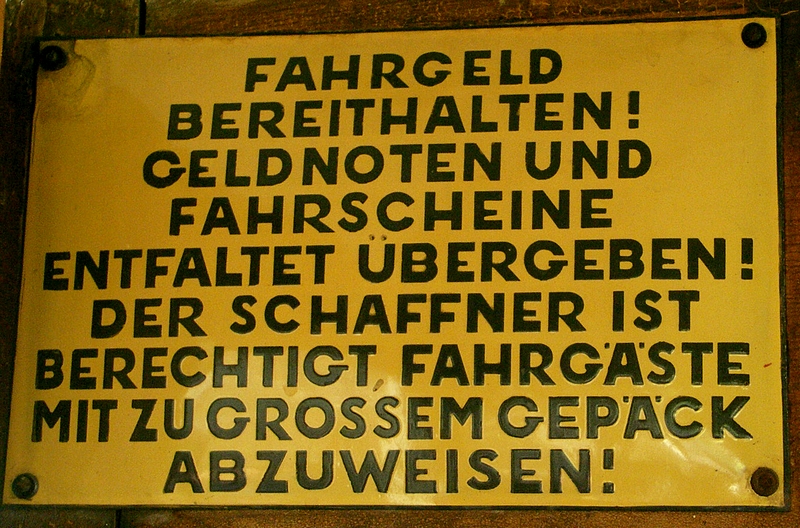 FAHRGELD
BEREITHALTEN!
GELDNOTEN UND
FAHRSCHEINE
ENTFALTET ÜBERGEBEN!
DER SCHAFFNER IST
BERECHTIGT FAHRGÄSTE
MIT ZU GROSSEM GEPÄCK
ABZUWEISEN!